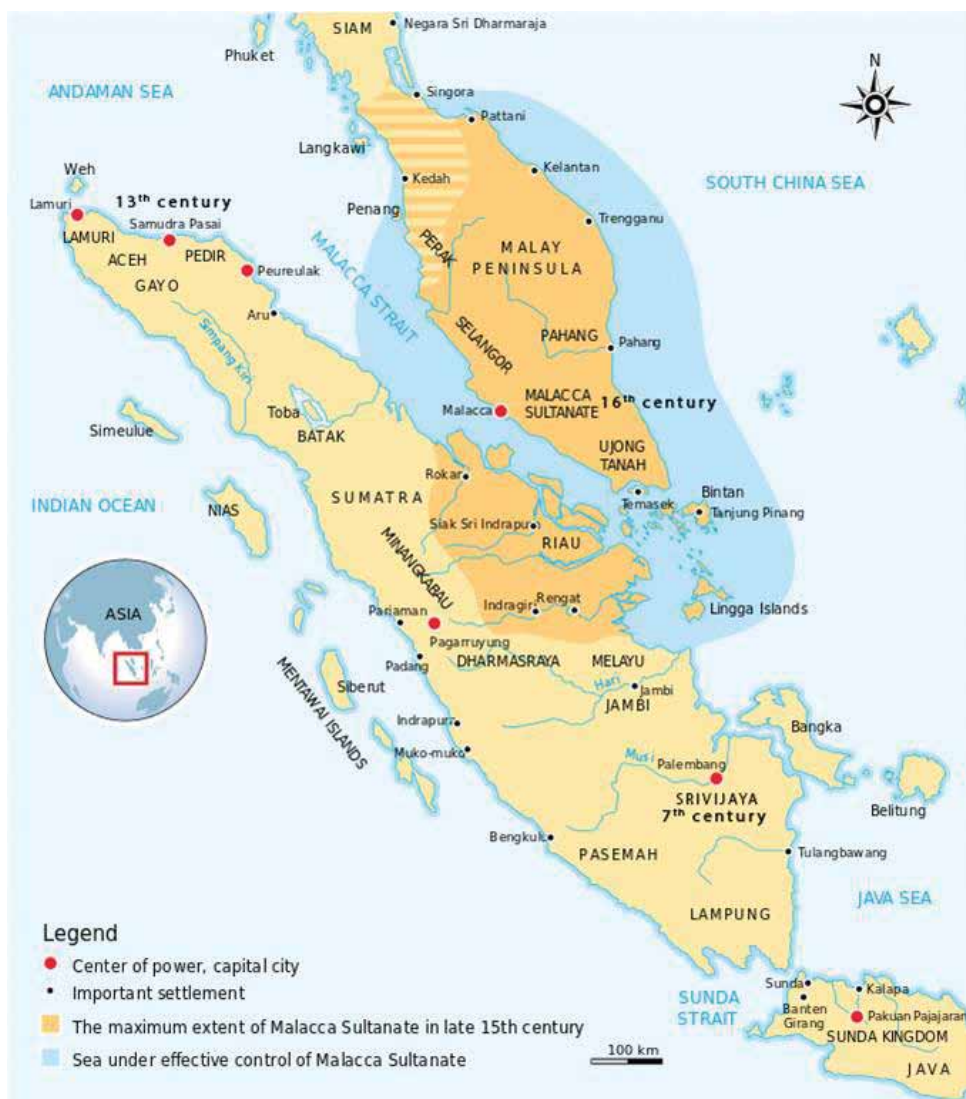 SIAM
Negara Sri Dharmaraja
Phuket
ANDAMAN SEA
Singora
N
Pattani
Langkawi
Kelantan
Weh
Kedah
SOUTH CHINA SEA
Lamuri
13th century
Penang
Samudra Pasai
Trengganu
LAMURI
PERAK
MALAY
PENINSULA
ACEH
PEDIR
MALACCA STRAIT
Peureulak
GAYO
Aru
Simpang Kiri
SELANGOR
PAHANG
Pahang
Toba
Malacca
MALACCA
SULTANATE
16th century
Simeulue
BATAK
UJONG
TANAH
Rokan
INDIAN OCEAN
NIAS
SUMATRA
Temasek
Bintan
Tanjung Pinang
Siak Sri Indrapu
RIAU
MINANGKABAU
ASIA
Pariaman
Indragiri
Rengat
Lingga Islands
Pagarruyung
Padang
DHARMASRAYA
MELAYU
Siberut
Hari
Jambi
MENTAWAI ISLANDS
JAMBI
Indrapura
Bangka
Muko-muko
Musi
Palembang
SRIVIJAYA
7th century
Belitung
Bengkulu
PASEMAH
Tulangbawang
JAVA SEA
LAMPUNG
Legend
Center of power, capital city
Important settlement
The maximum extent of Malacca Sultanate in late 15th century
Sea under effective control of Malacca Sultanate
100 km
SUNDA
STRAIT
Sunda
Kalapa
Banten
Girang
Pakuan Pajajaran
SUNDA KINGDOM
JAVA